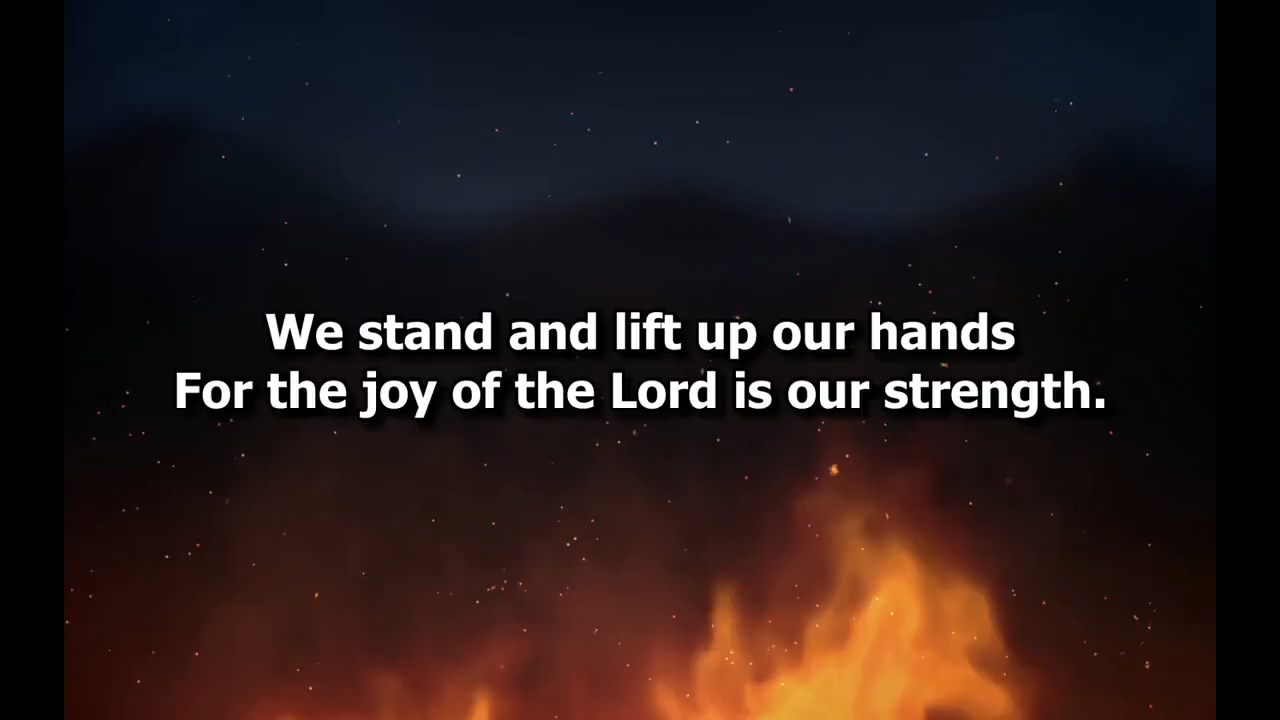 We stand and lift up our hands
For the joy of the Lord is our strength.